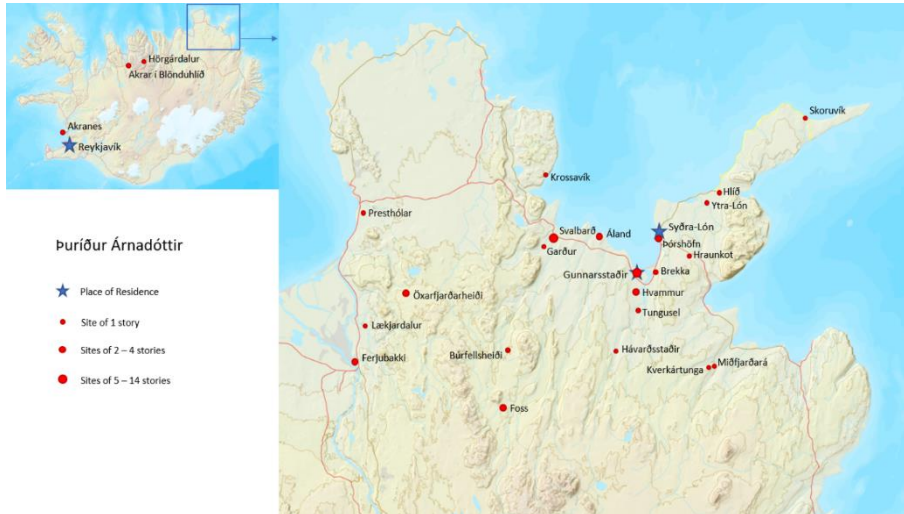 Hörgárdalur
Akrar í Blönduhlíð
Akranes
Reykjavík
Þuríður Árnadóttir
Place of Residence
Site of 1 story
Sites of 2 – 4 stories
Sites of 5 – 14 stories
Skoruvík
Krossavík
Hlíð
Ytra-Lón
Presthólar
Syðra-Lón
Svalbarð
Áland
Þórshöfn
Garður
Hraunkot
Gunnarsstaðir
Brekka
Öxarfjarðarheiði
Hvammur
Tungusel
Lækjardalur
Ferjubakki
Búrfellsheiði
Hávarðsstaðir
Miðfjarðará
Kverkártunga
Foss